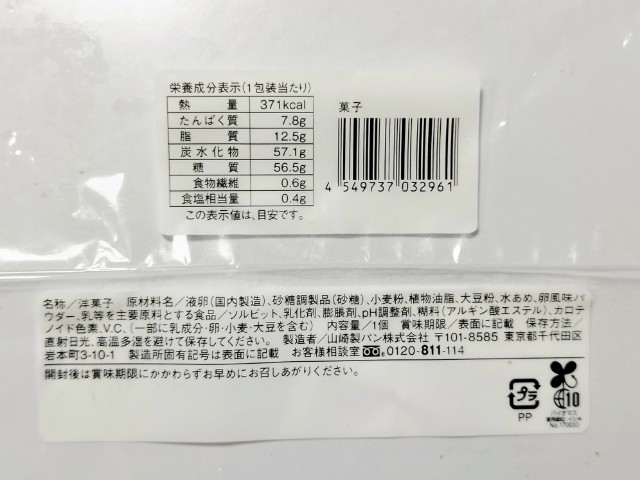 栄養成分表示(1包装当たり)
熱量 371kcal
たんぱく質 7.8g
脂質 12.5g
炭水化物 57.1g
糖質 56.5g
食物繊維 0.6g
食塩相当量 0.4g
この表示値は、目安です。
菓子
4 549737 032961
名称/洋菓子 原材料名/液卵(国内製造)、砂糖調製品(砂糖)、小麦粉、植物油脂、大豆粉、水あめ、卵風味パ
ウダー、乳等を主要原料とする食品/ソルビット、乳化剤、膨脹剤、pH調整剤、糊料(アルギン酸エステル)、カロテ
ノイド色素、V.C、(一部に乳成分・卵・小麦・大豆を含む) 内容量/1個 賞味期限/表面に記載 保存方法/
直射日光、高温多湿を避けて保存してください。 製造者/山崎製パン株式会社 〒101-8585 東京都千代田区
岩本町3-10-1 製造所固有記号は表面に記載 お客様相談室 0120-811-114
開封後は賞味期限にかかわらずお早めにお召しあがりください。
プラ
PP
10
バイオマス
No.170033